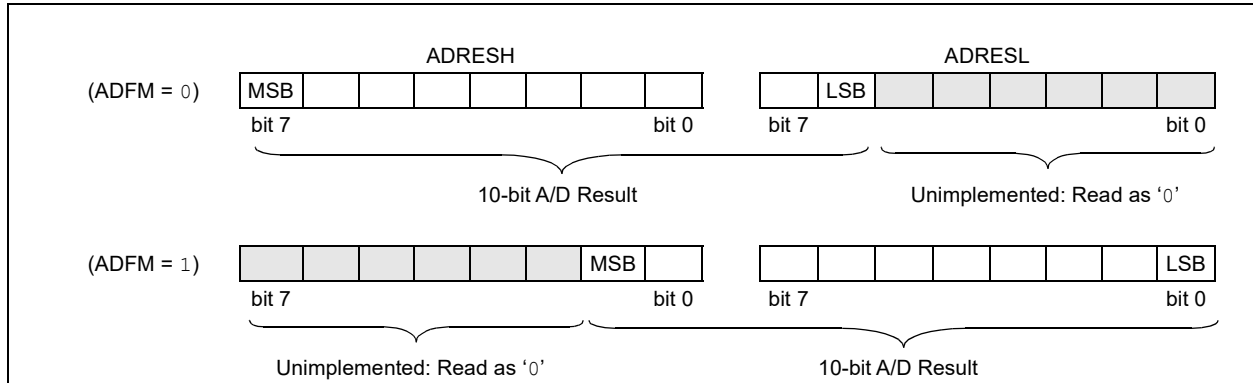 ADRESH ADRESL
(ADFM = 0) MSB LSB
bit 7 bit 0 bit 7 bit 0
10-bit A/D Result Unimplemented: Read as ‘0’
(ADFM = 1) MSB LSB
bit 7 bit 0 bit 7 bit 0
Unimplemented: Read as ‘0’ 10-bit A/D Result